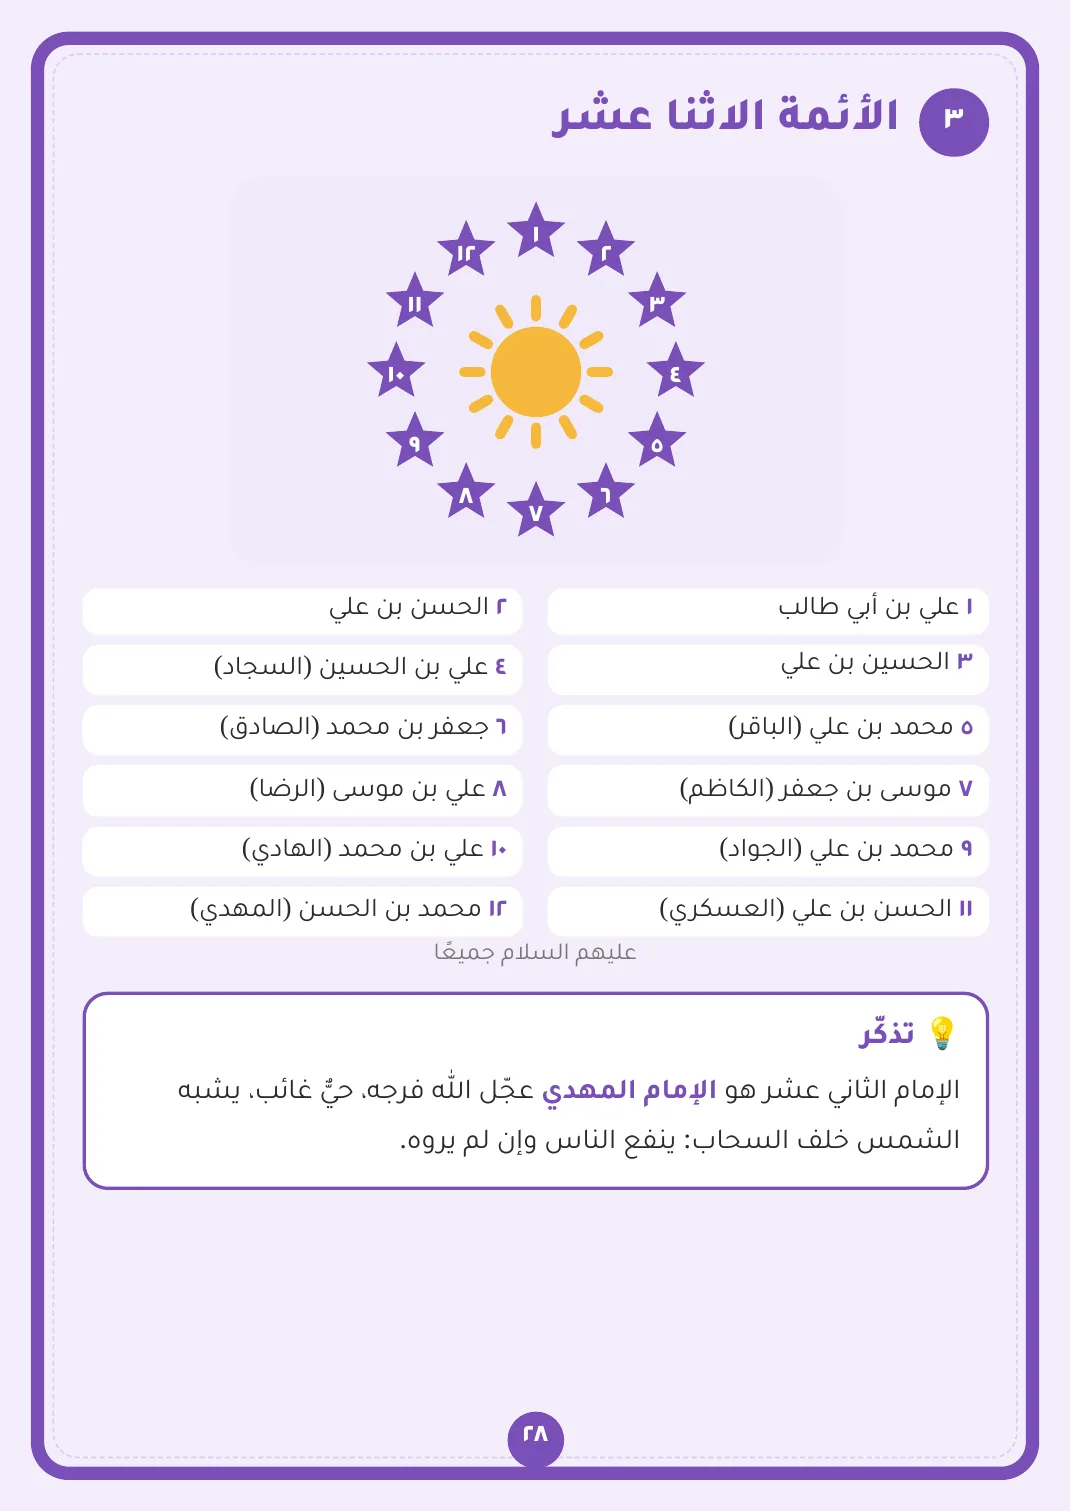 ٣ الأئمة الاثنا عشر
١
٢
٣
٤
٥
٦
٧
٨
٩
١٠
١١
١٢
١ علي بن أبي طالب
٢ الحسن بن علي
٣ الحسين بن علي
٤ علي بن الحسين (السجاد)
٥ محمد بن علي (الباقر)
٦ جعفر بن محمد (الصادق)
٧ موسى بن جعفر (الكاظم)
٨ علي بن موسى (الرضا)
٩ محمد بن علي (الجواد)
١٠ علي بن محمد (الهادي)
١١ الحسن بن علي (العسكري)
١٢ محمد بن الحسن (المهدي)
عليهم السلام جميعًا
💡 تذكّر
الإمام الثاني عشر هو الإمام المهدي عجّل الله فرجه، حيٌّ غائب، يشبه
الشمس خلف السحاب: ينفع الناس وإن لم يروه.
٢٨